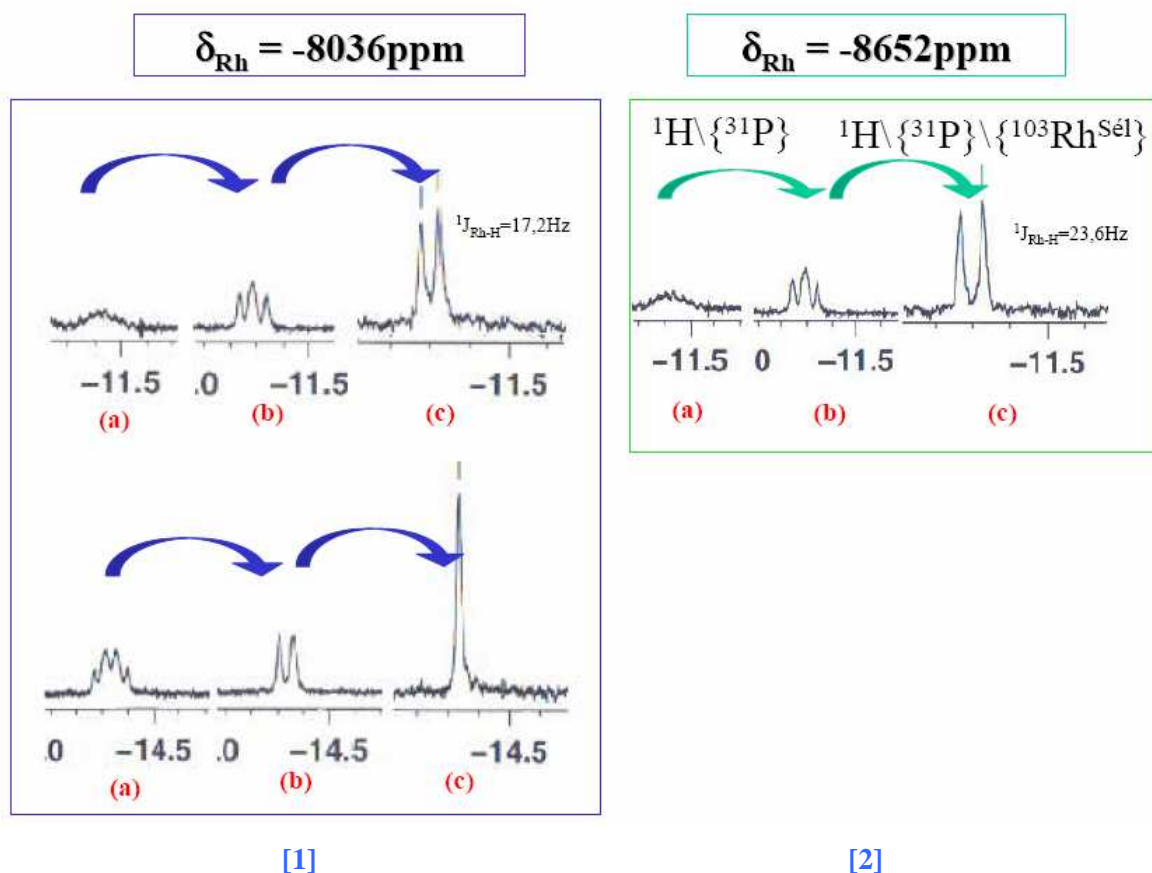 δRh = -8036ppm
δRh = -8652ppm
1H\{31P}
1H\{31P}\{103RhSél}
1JRh-H=17,2Hz
1JRh-H=23,6Hz
−11.5
.0 −11.5
−11.5
−11.5
0 −11.5
−11.5
(a)
(b)
(c)
(a)
(b)
(c)
.0 −14.5
.0 −14.5
−14.5
(a)
(b)
(c)
[1]
[2]